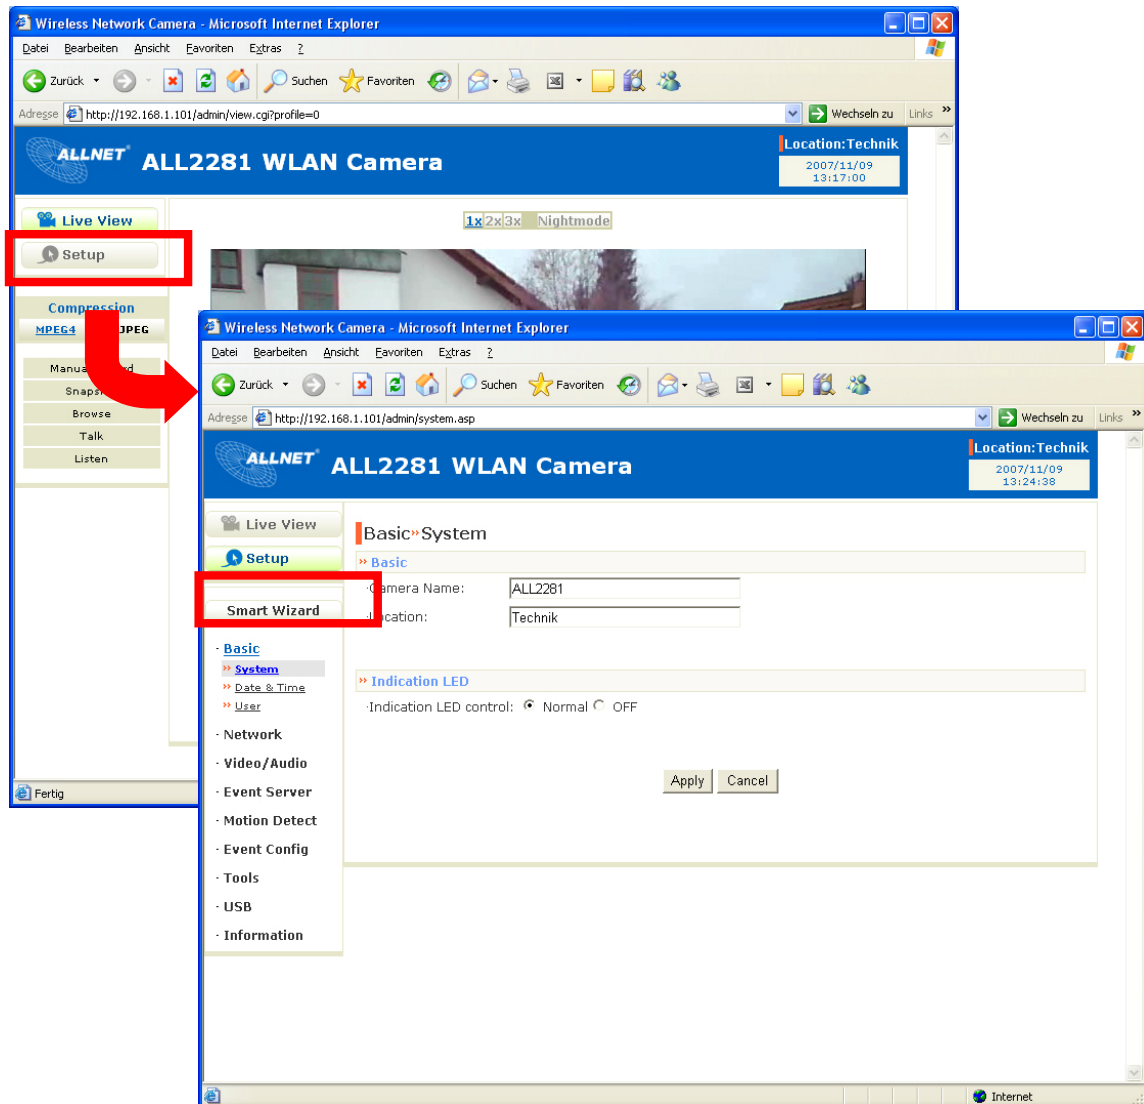 Wireless Network Camera - Microsoft Internet Explorer
Datei Bearbeiten Ansicht Favoriten Extras ?
Zurück Suchen Favoriten
Adresse http://192.168.1.101/admin/view.cgi?profile=0 Wechseln zu Links »
ALLNET ALL2281 WLAN Camera
Location:Technik
2007/11/09
13:17:00
Live View
1x 2x 3x Nightmode
Setup
Compression
MPEG4 JPEG
Browse
Talk
Listen
Fertig
Wireless Network Camera - Microsoft Internet Explorer
Datei Bearbeiten Ansicht Favoriten Extras ?
Zurück Suchen Favoriten
Adresse http://192.168.1.101/admin/system.asp Wechseln zu Links »
ALLNET ALL2281 WLAN Camera
Location:Technik
2007/11/09
13:24:38
Live View
Setup
Smart Wizard
· Basic
» System
» Date & Time
» User
· Network
· Video/Audio
· Event Server
· Motion Detect
· Event Config
· Tools
· USB
· Information
Basic»System
» Basic
·Camera Name: ALL2281
·Location: Technik
» Indication LED
·Indication LED control: Normal OFF
Apply Cancel
Internet